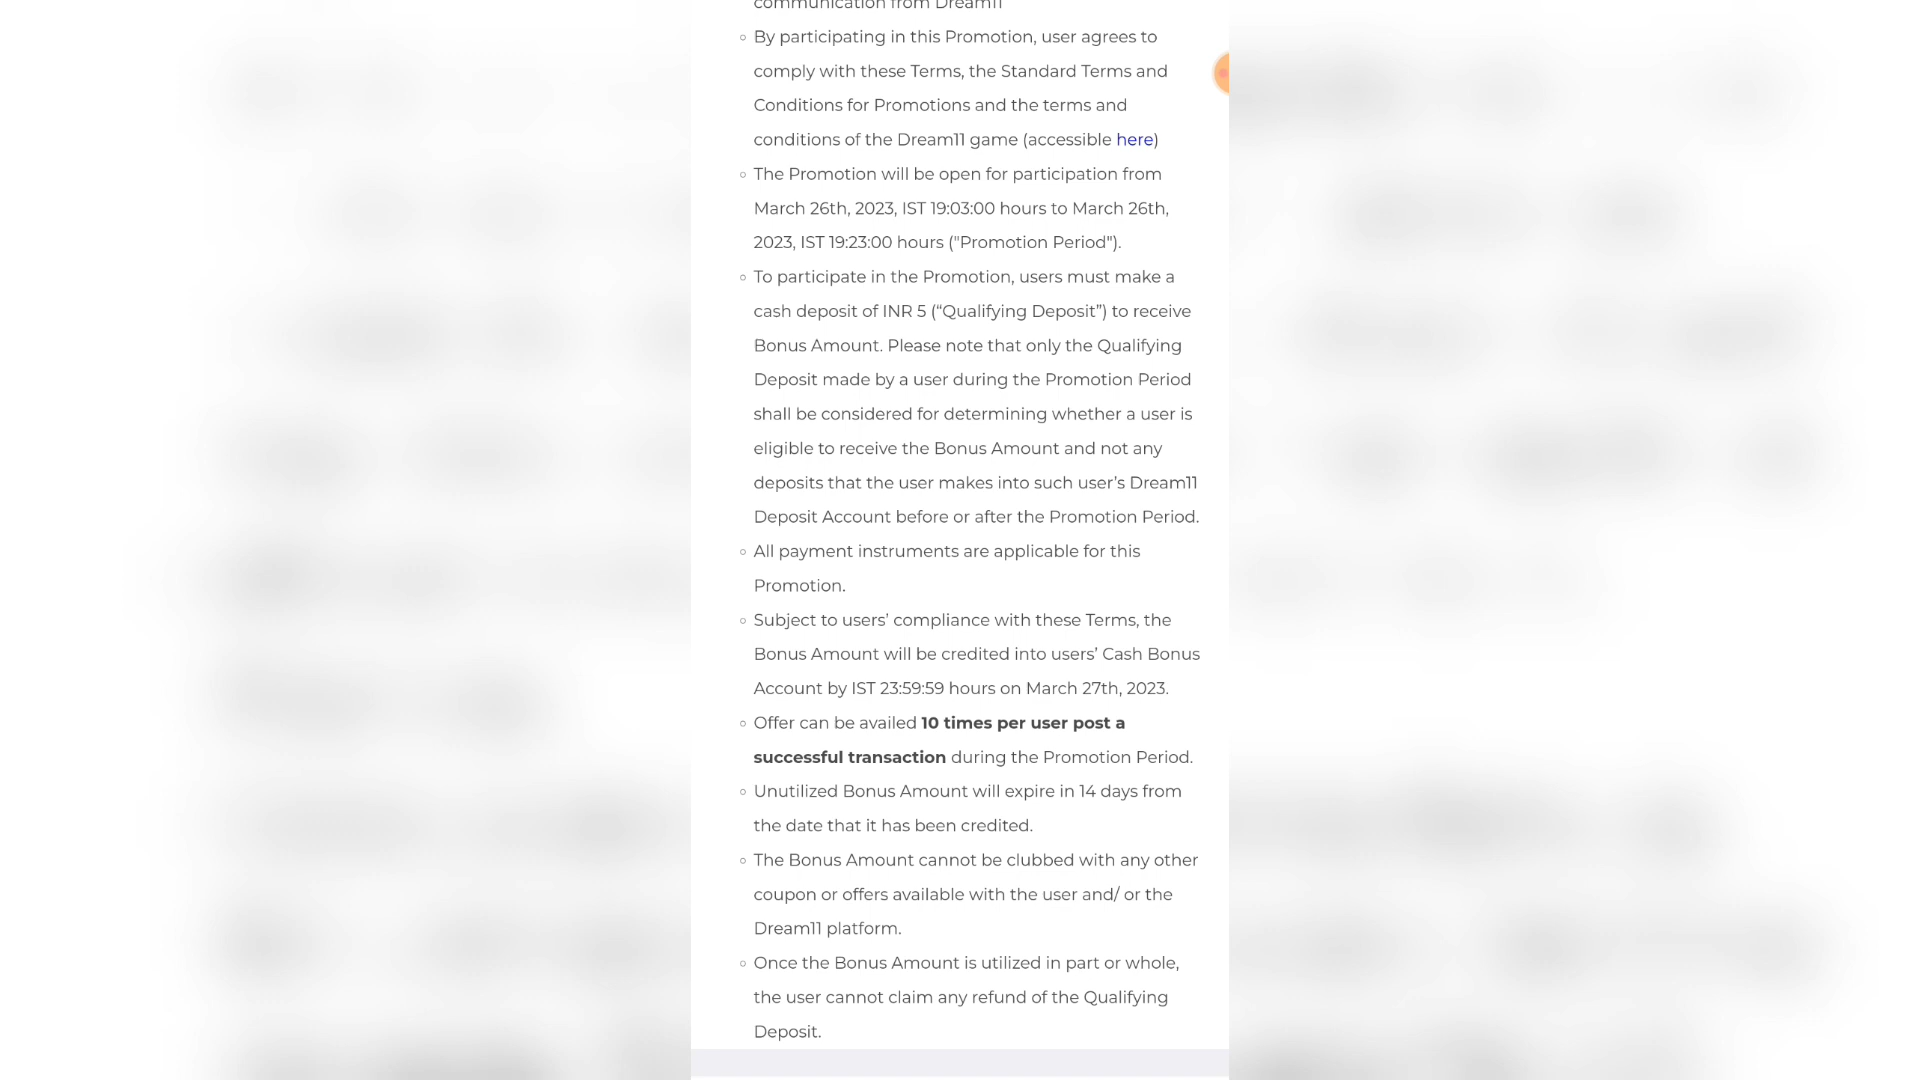 communication from Dream11
By participating in this Promotion, user agrees to
comply with these Terms, the Standard Terms and
Conditions for Promotions and the terms and
conditions of the Dream11 game (accessible here)
The Promotion will be open for participation from
March 26th, 2023, IST 19:03:00 hours to March 26th,
2023, IST 19:23:00 hours ("Promotion Period").
To participate in the Promotion, users must make a
cash deposit of INR 5 (“Qualifying Deposit”) to receive
Bonus Amount. Please note that only the Qualifying
Deposit made by a user during the Promotion Period
shall be considered for determining whether a user is
eligible to receive the Bonus Amount and not any
deposits that the user makes into such user’s Dream11
Deposit Account before or after the Promotion Period.
All payment instruments are applicable for this
Promotion.
Subject to users’ compliance with these Terms, the
Bonus Amount will be credited into users’ Cash Bonus
Account by IST 23:59:59 hours on March 27th, 2023.
Offer can be availed 10 times per user post a
successful transaction during the Promotion Period.
Unutilized Bonus Amount will expire in 14 days from
the date that it has been credited.
The Bonus Amount cannot be clubbed with any other
coupon or offers available with the user and/ or the
Dream11 platform.
Once the Bonus Amount is utilized in part or whole,
the user cannot claim any refund of the Qualifying
Deposit.